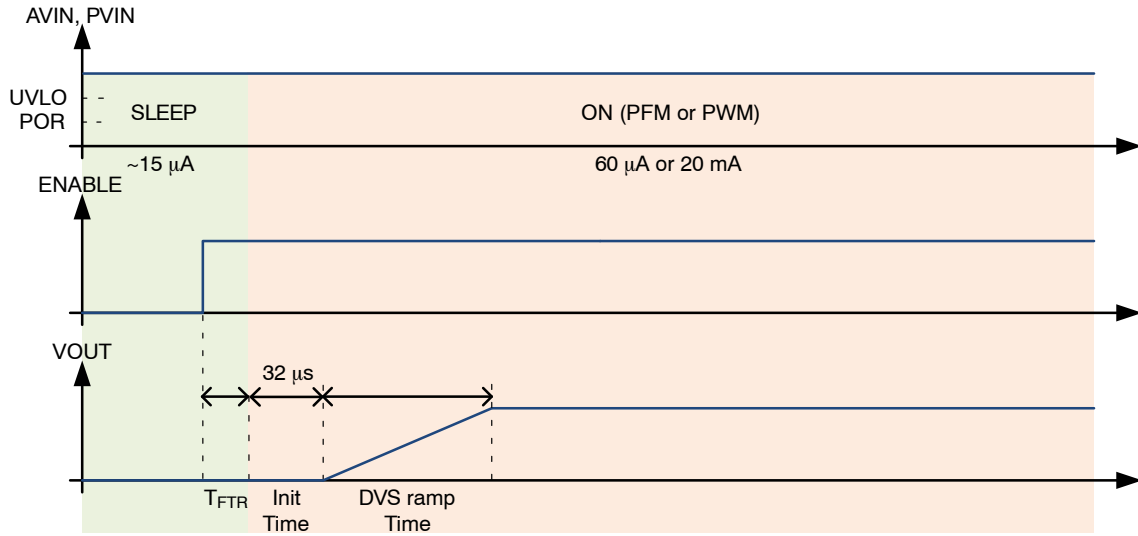 AVIN, PVIN
UVLO
POR
SLEEP
ON (PFM or PWM)
~15 μA
60 μA or 20 mA
ENABLE
VOUT
32 μs
TFTR
Init
Time
DVS ramp
Time